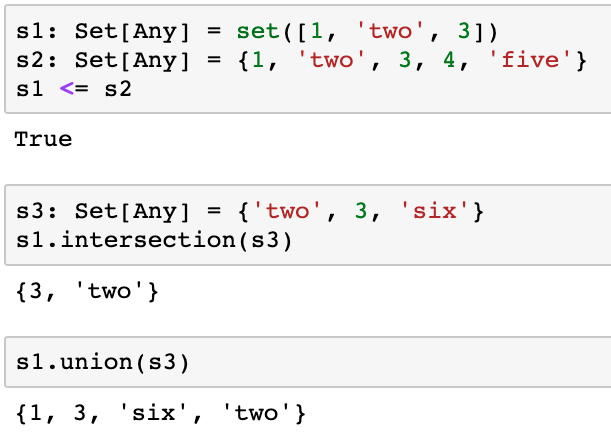 s1: Set[Any] = set([1, 'two', 3])
s2: Set[Any] = {1, 'two', 3, 4, 'five'}
s1 <= s2
True
s3: Set[Any] = {'two', 3, 'six'}
s1.intersection(s3)
{3, 'two'}
s1.union(s3)
{1, 3, 'six', 'two'}